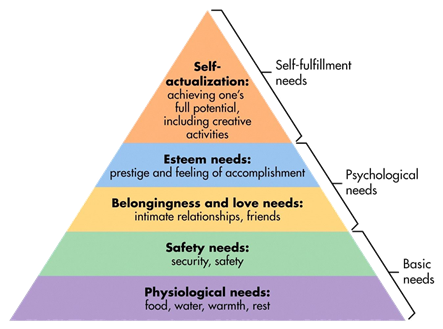 Self-
actualization:
achieving one's
full potential,
including creative
activities
Self-fulfillment
needs
Esteem needs:
prestige and feeling of accomplishment
Belongingness and love needs:
intimate relationships, friends
Psychological
needs
Safety needs:
security, safety
Physiological needs:
food, water, warmth, rest
Basic
needs